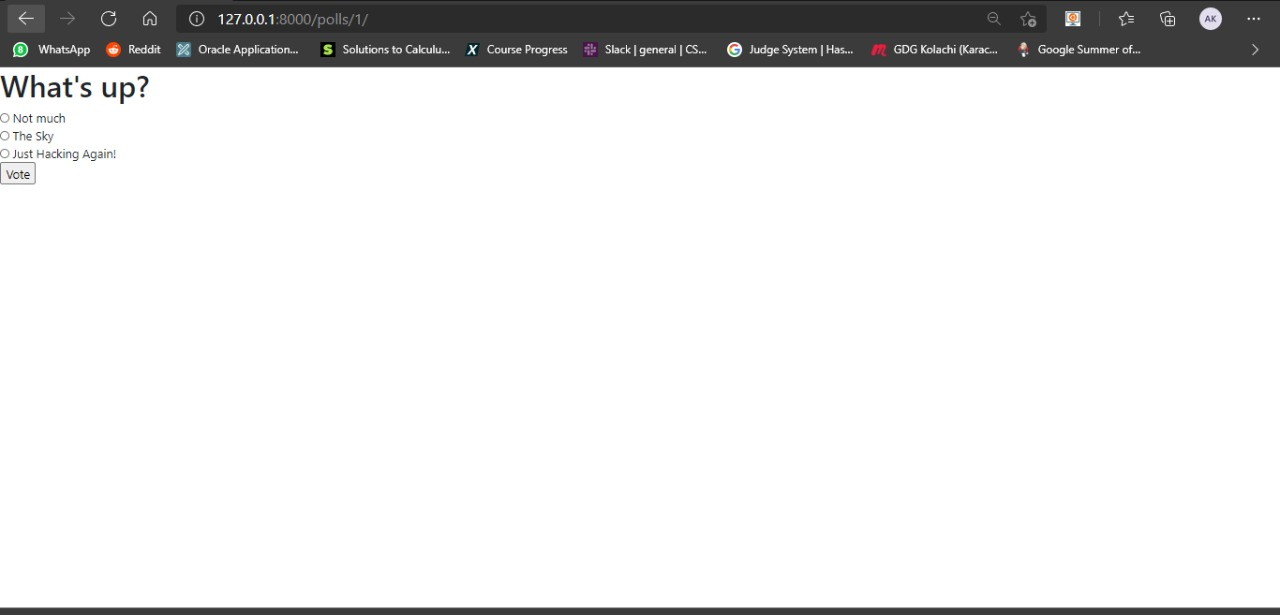 127.0.0.1:8000/polls/1/
AK
8 WhatsApp Reddit Oracle Application... S Solutions to Calculu... X Course Progress Slack | general | CS... G Judge System | Has... m GDG Kolachi (Karac... Google Summer of...
What's up?
Not much
The Sky
Just Hacking Again!
Vote